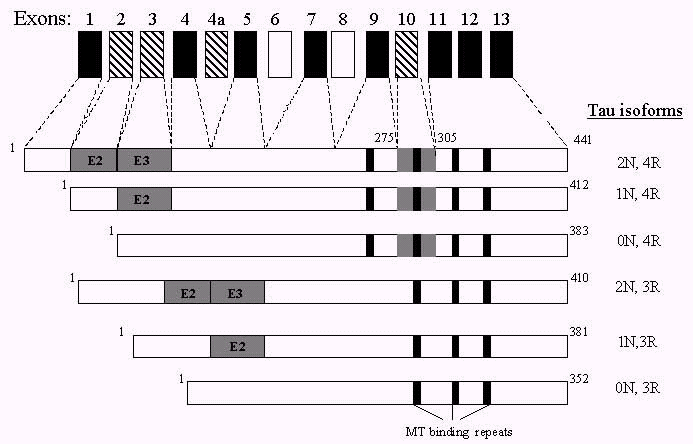 Exons: 1 2 3 4 4a 5 6 7 8 9 10 11 12 13
Tau isoforms
1 275 305 441
E2 E3 2N, 4R
1 412
E2 1N, 4R
1 383
0N, 4R
1 410
E2 E3 2N, 3R
1 381
E2 1N,3R
1 352
0N, 3R
MT binding repeats